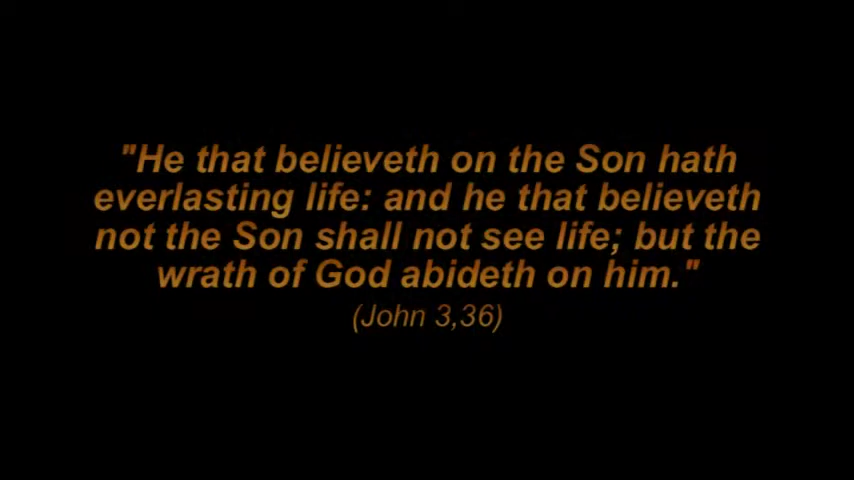 "He that believeth on the Son hath
everlasting life: and he that believeth
not the Son shall not see life; but the
wrath of God abideth on him."
(John 3,36)